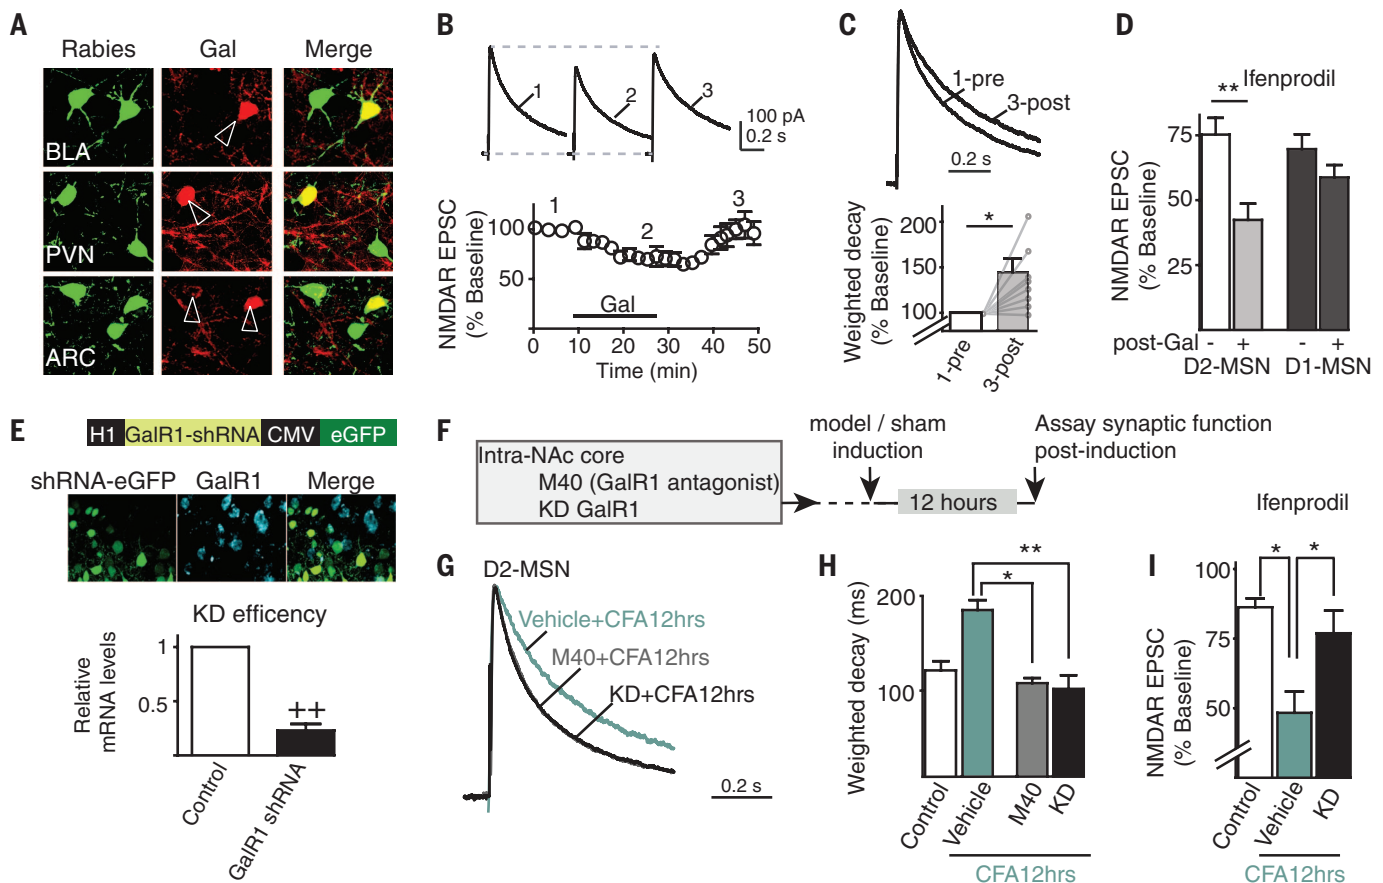 A
Rabies Gal Merge
BLA
PVN
ARC
B
1 2 3
100 pA
0.2 s
NMDAR EPSC
(% Baseline)
100
50
1 2 3
Gal
0 10 20 30 40 50
Time (min)
C
1-pre
3-post
0.2 s
Weighted decay
(% Baseline)
200
150
100
*
1-pre
3-post
D
Ifenprodil
**
NMDAR EPSC
(% Baseline)
75
50
25
post-Gal - + - +
D2-MSN D1-MSN
E
H1 GalR1-shRNA CMV eGFP
shRNA-eGFP GalR1 Merge
KD efficency
Relative
mRNA levels
1
0.5
++
Control
GalR1 shRNA
F
Intra-NAc core
M40 (GalR1 antagonist)
KD GalR1
model / sham
induction
12 hours
Assay synaptic function
post-induction
G
D2-MSN
Vehicle+CFA12hrs
M40+CFA12hrs
KD+CFA12hrs
0.2 s
H
Weighted decay (ms)
200
100
**
*
Control
Vehicle
M40
KD
CFA12hrs
I
Ifenprodil
NMDAR EPSC
(% Baseline)
100
75
50
* *
Control
Vehicle
KD
CFA12hrs